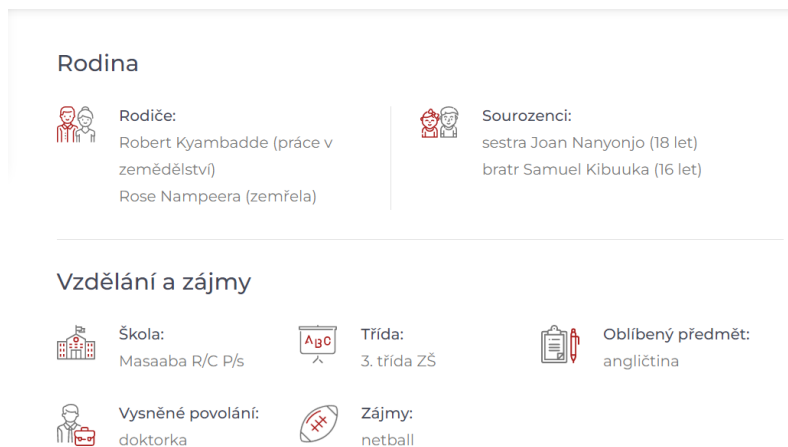 Rodina
Rodiče:
Robert Kyambadde (práce v
zemědělství)
Rose Nampeera (zemřela)
Sourozenci:
sestra Joan Nanyonjo (18 let)
bratr Samuel Kibuuka (16 let)
Vzdělání a zájmy
Škola:
Masaaba R/C P/s
ABC
Třída:
3. třída ZŠ
Oblíbený předmět:
angličtina
Vysněné povolání:
doktorka
Zájmy:
netball